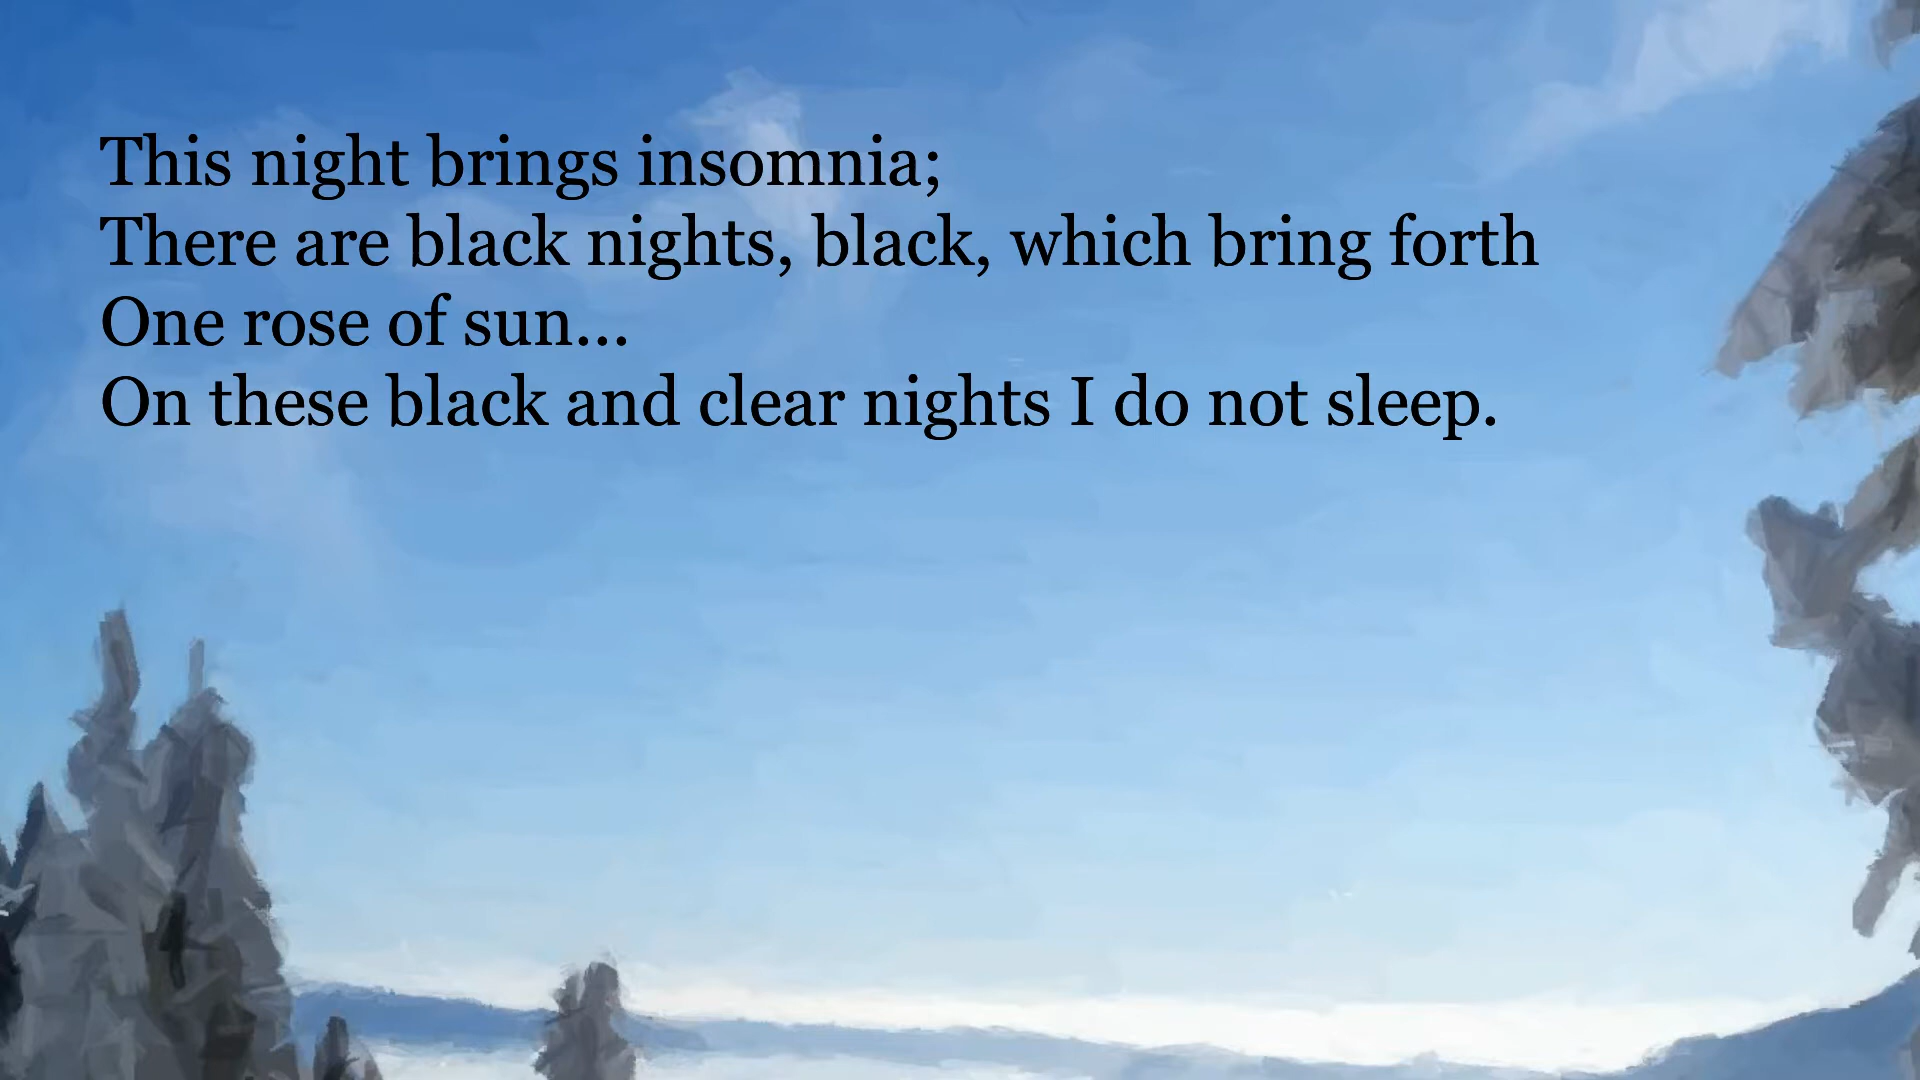 This night brings insomnia;
There are black nights, black, which bring forth
One rose of sun...
On these black and clear nights I do not sleep.